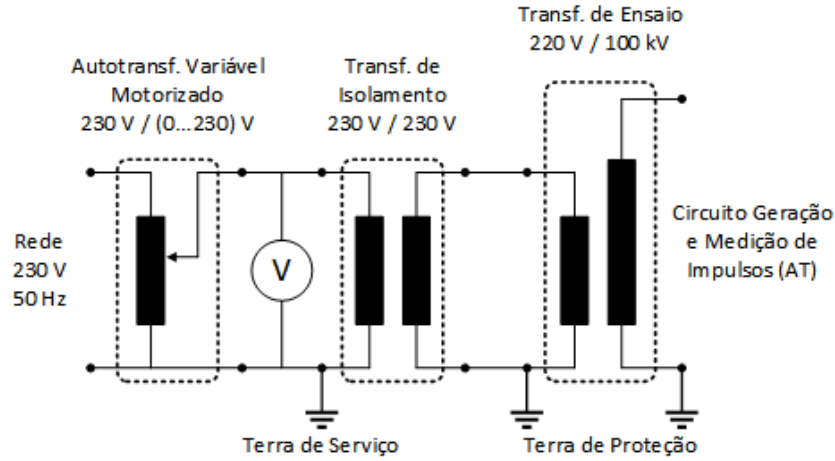 Transf. de Ensaio
220 V / 100 kV
Autotransf. Variável
Motorizado
230 V / (0...230) V
Transf. de
Isolamento
230 V / 230 V
Rede
230 V
50 Hz
V
Circuito Geração
e Medição de
Impulsos (AT)
Terra de Serviço
Terra de Proteção